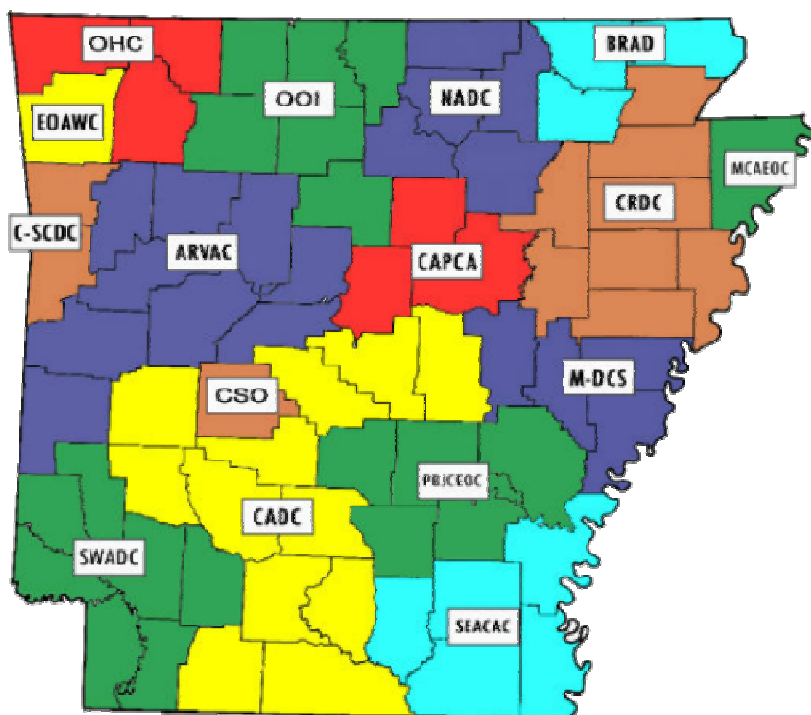 OHC
BRAD
OOI
NADC
EOAWC
MCAEOC
CRDC
C-SCDC
ARVAC
CAPCA
M-DCS
CSO
PBJCEOC
CADC
SWADC
SEACAC